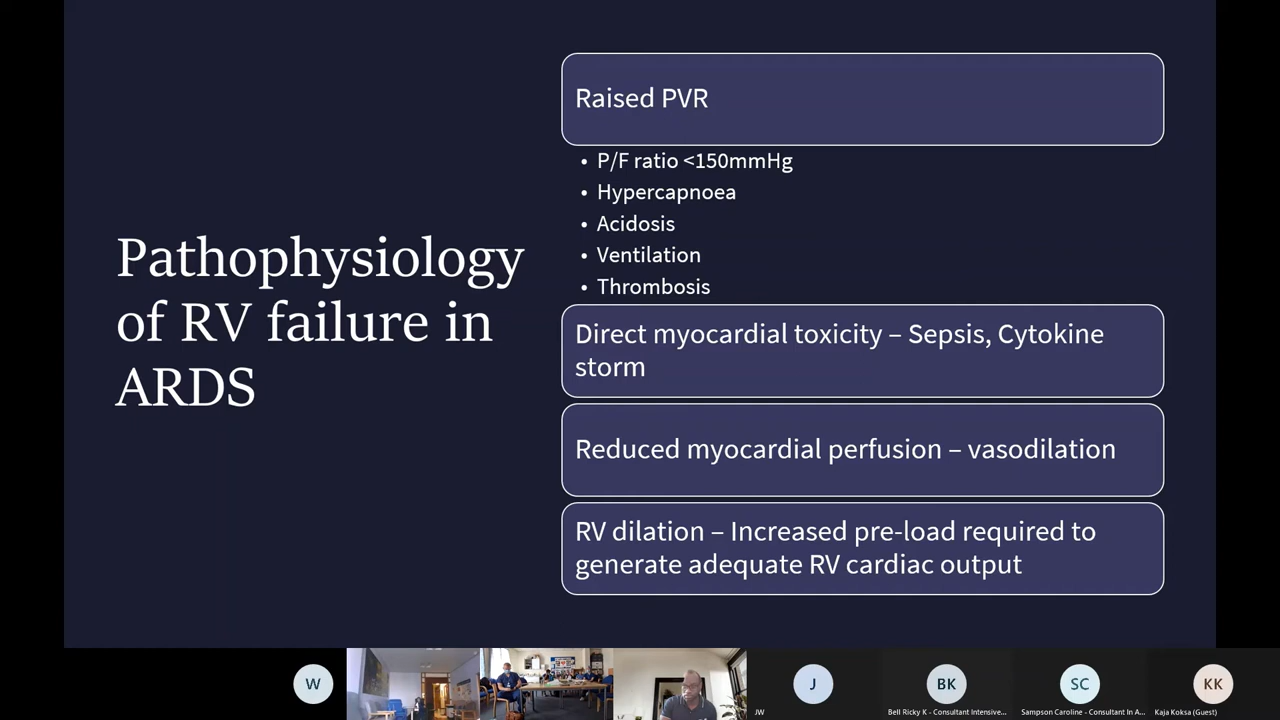 Pathophysiology
of RV failure in
ARDS
Raised PVR
• P/F ratio <150mmHg
• Hypercapnoea
• Acidosis
• Ventilation
• Thrombosis
Direct myocardial toxicity – Sepsis, Cytokine
storm
Reduced myocardial perfusion – vasodilation
RV dilation – Increased pre-load required to
generate adequate RV cardiac output
W
J
BK
SC
KK
JW
Bell Ricky K - Consultant Intensive...
Sampson Caroline - Consultant In A...
Kaja Koksa (Guest)